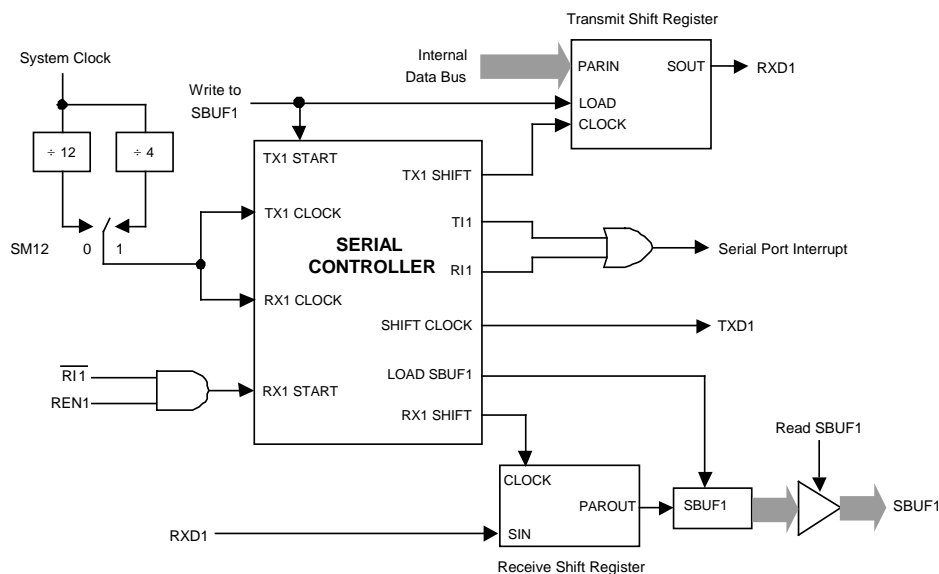 Transmit Shift Register
System Clock
Internal
Data Bus
PARIN
SOUT
RXD1
Write to
SBUF1
LOAD
CLOCK
÷ 12
÷ 4
TX1 START
TX1 SHIFT
TX1 CLOCK
TI1
SERIAL
CONTROLLER
Serial Port Interrupt
SM12
0
1
RI1
RX1 CLOCK
SHIFT CLOCK
TXD1
RI1
REN1
RX1 START
LOAD SBUF1
RX1 SHIFT
Read SBUF1
CLOCK
PAROUT
SBUF1
SBUF1
RXD1
SIN
Receive Shift Register